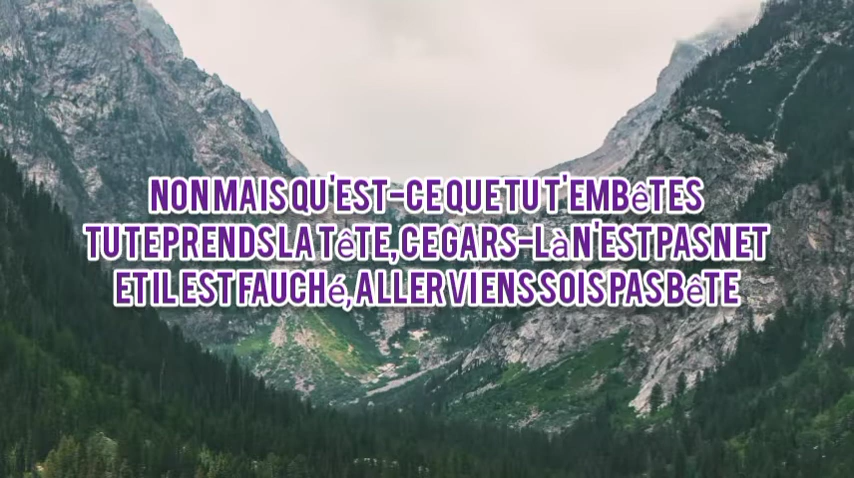 NON MAIS QU'EST-CE QUE TU T'EMBêTES
TU TE PRENDS LA TêTE, CE GARS-Là N'EST PAS NET
ET IL EST FAUCHé, ALLER VIENS SOIS PAS BêTE